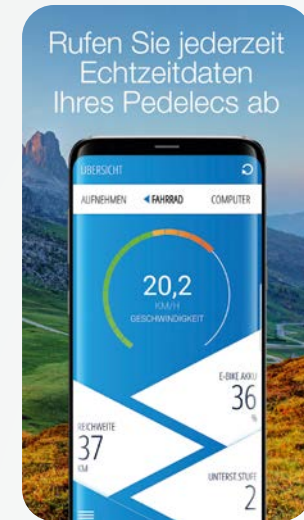 Rufen Sie jederzeit
Echtzeitdaten
Ihres Pedelecs ab
ÜBERSICHT
AUFNEHMEN FAHRRAD COMPUTER
20,2
KM/H
GESCHWINDIGKEIT
E-BIKE AKKU
36
%
REICHWEITE
37
KM
UNTERST.STUFE
2